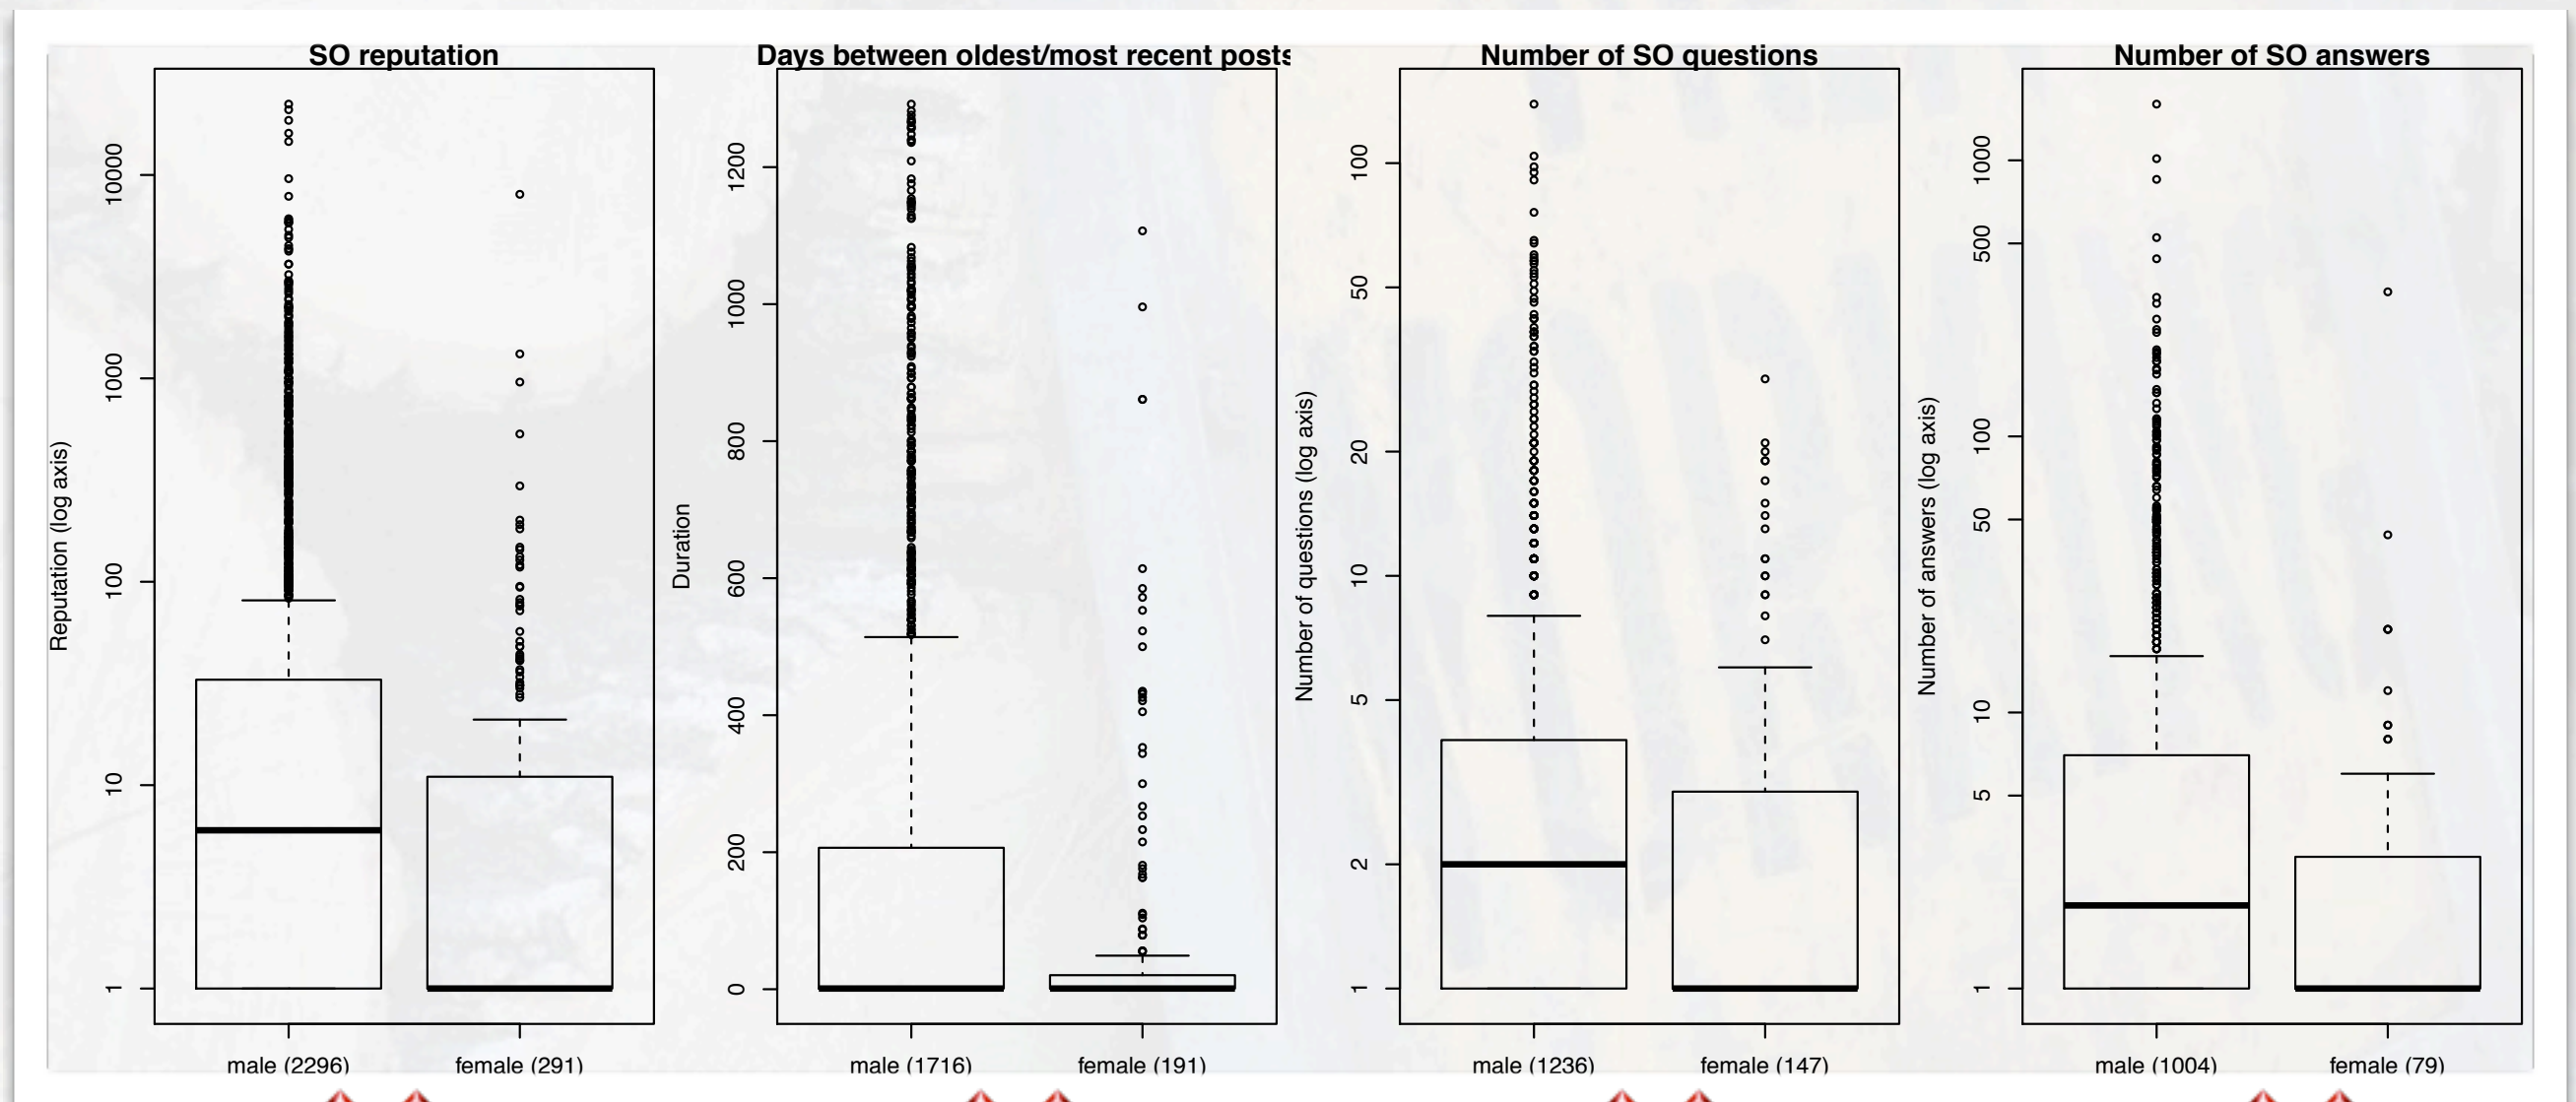 SO reputation
Reputation (log axis)
10000
1000
100
10
1
male (2296)
female (291)
Days between oldest/most recent posts
Duration
1200
1000
800
600
400
200
0
male (1716)
female (191)
Number of SO questions
Number of questions (log axis)
100
50
20
10
5
2
1
male (1236)
female (147)
Number of SO answers
Number of answers (log axis)
1000
500
100
50
10
5
1
male (1004)
female (79)